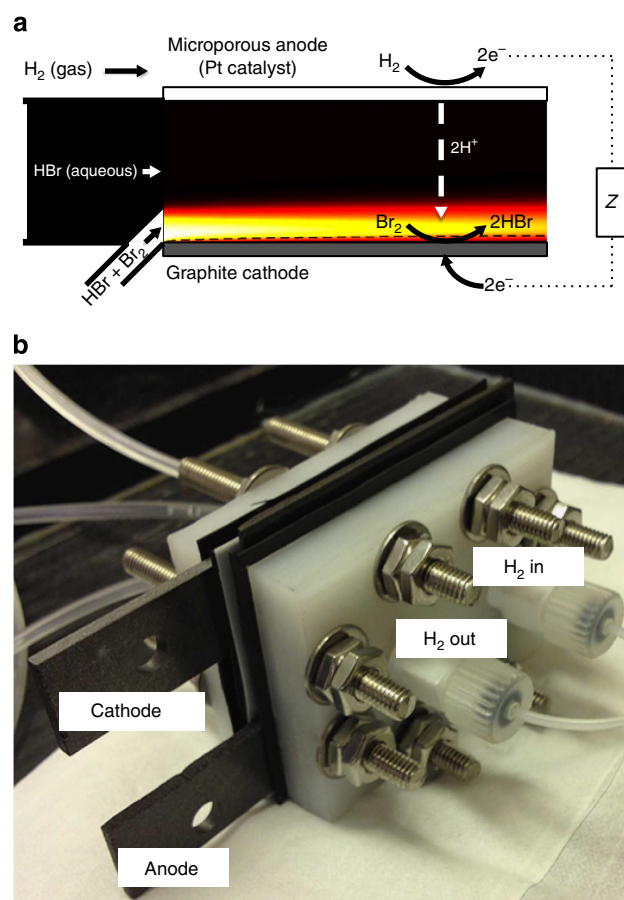 a
Microporous anode
(Pt catalyst)
H₂ (gas)
H₂
2e⁻
HBr (aqueous)
2H⁺
Z
Br₂
2HBr
HBr + Br₂
Graphite cathode
2e⁻
b
H₂ in
H₂ out
Cathode
Anode